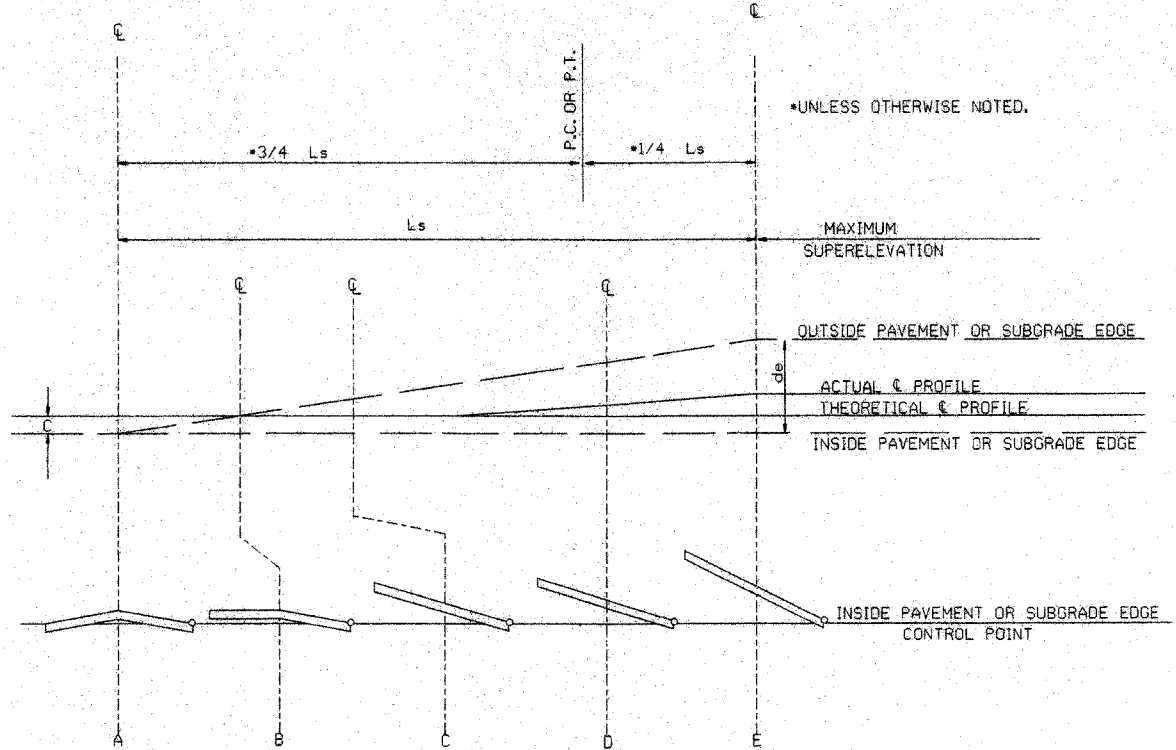 ℄
℄
P.C. OR P.T.
*UNLESS OTHERWISE NOTED.
*3/4 Ls
*1/4 Ls
Ls
MAXIMUM
SUPERELEVATION
℄
℄
℄
OUTSIDE PAVEMENT OR SUBGRADE EDGE
de
ACTUAL ℄ PROFILE
THEORETICAL ℄ PROFILE
C
INSIDE PAVEMENT OR SUBGRADE EDGE
INSIDE PAVEMENT OR SUBGRADE EDGE
CONTROL POINT
A
B
C
D
E